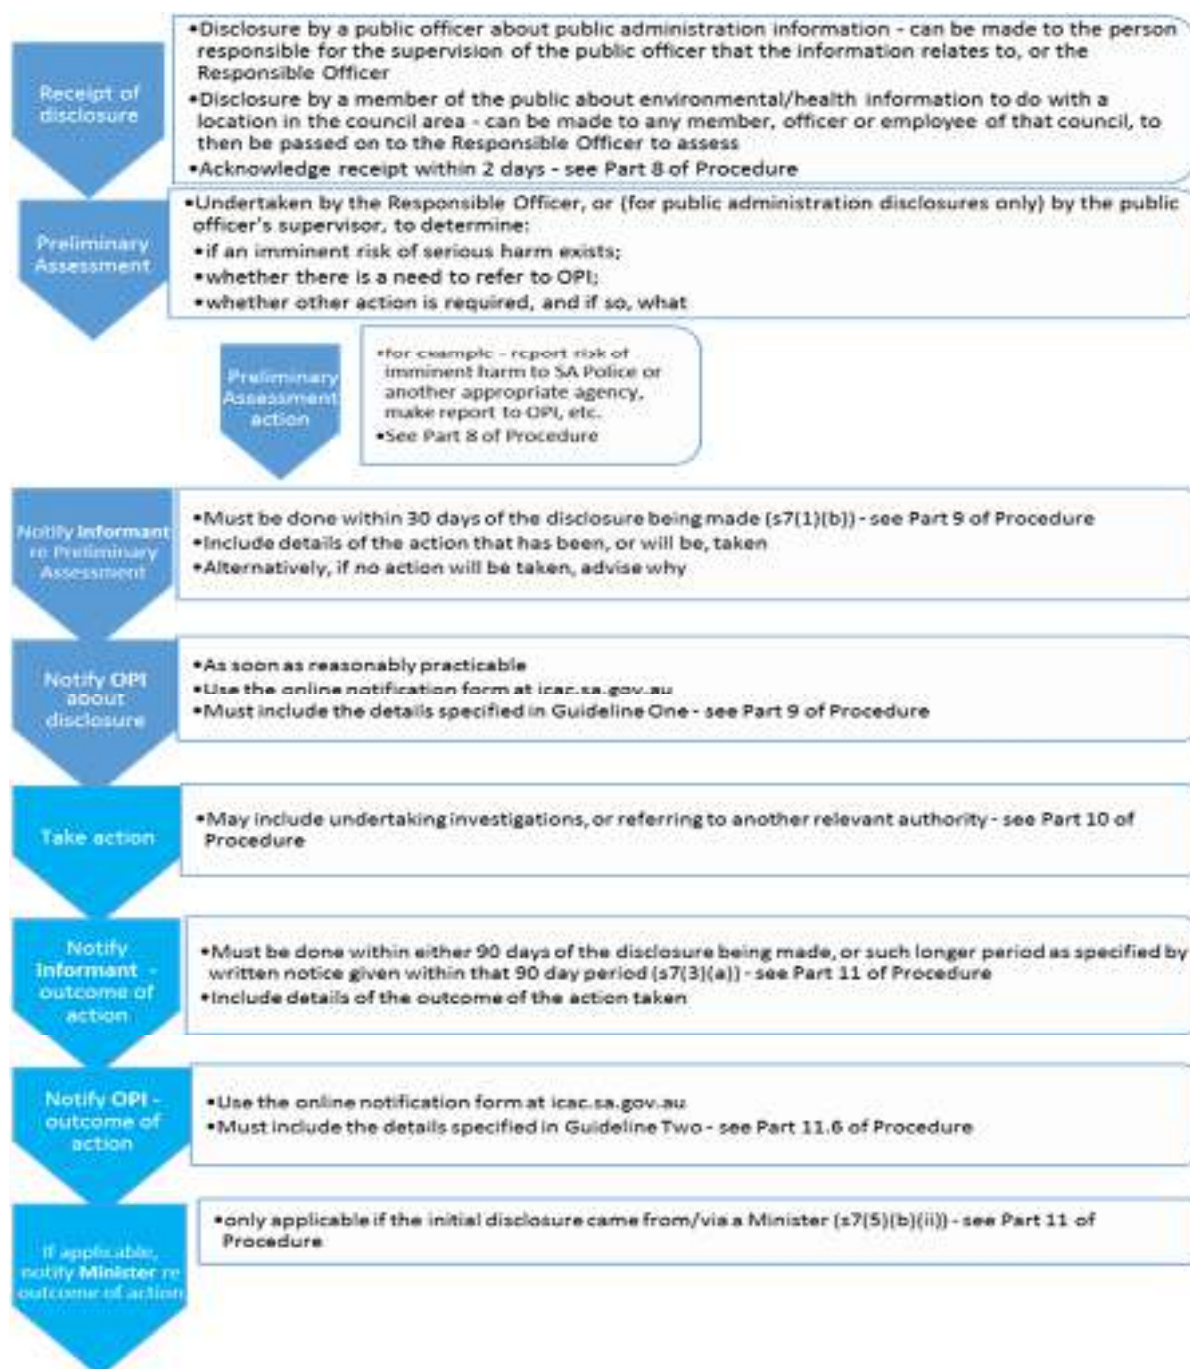 Receipt of
disclosure
•Disclosure by a public officer about public administration information - can be made to the person
responsible for the supervision of the public officer that the information relates to, or the
Responsible Officer
•Disclosure by a member of the public about environmental/health information to do with a
location in the council area - can be made to any member, officer or employee of that council, to
then be passed on to the Responsible Officer to assess
•Acknowledge receipt within 2 days - see Part 8 of Procedure
Preliminary
Assessment
•Undertaken by the Responsible Officer, or (for public administration disclosures only) by the public
officer's supervisor, to determine:
•if an imminent risk of serious harm exists;
•whether there is a need to refer to OPI;
•whether other action is required, and if so, what
Preliminary
Assessment
action
•for example - report risk of
imminent harm to SA Police or
another appropriate agency,
make report to OPI, etc.
•See Part 8 of Procedure
Notify Informant
re Preliminary
Assessment
•Must be done within 30 days of the disclosure being made (s7(1)(b)) - see Part 9 of Procedure
•Include details of the action that has been, or will be, taken
•Alternatively, if no action will be taken, advise why
Notify OPI
about
disclosure
•As soon as reasonably practicable
•Use the online notification form at icac.sa.gov.au
•Must include the details specified in Guideline One - see Part 9 of Procedure
Take action
•May include undertaking investigations, or referring to another relevant authority - see Part 10 of
Procedure
Notify
Informant -
outcome of
action
•Must be done within either 90 days of the disclosure being made, or such longer period as specified by
written notice given within that 90 day period (s7(3)(a)) - see Part 11 of Procedure
•Include details of the outcome of the action taken
Notify OPI -
outcome of
action
•Use the online notification form at icac.sa.gov.au
•Must include the details specified in Guideline Two - see Part 11.6 of Procedure
If applicable,
notify Minister re
outcome of action
•only applicable if the initial disclosure came from/via a Minister (s7(5)(b)(ii)) - see Part 11 of
Procedure